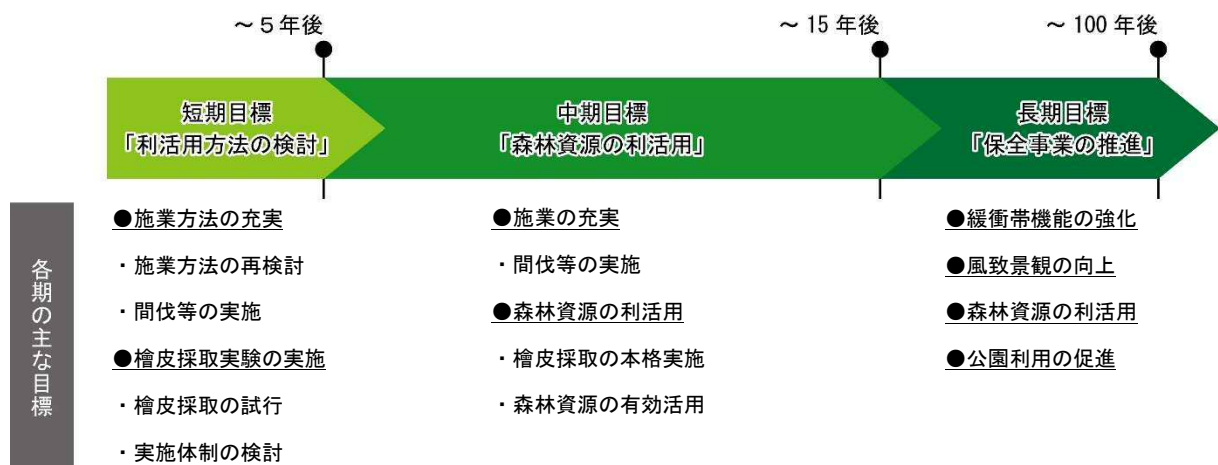 ～５年後
～ 15 年後
～ 100 年後
短期目標
「利活用方法の検討」
中期目標
「森林資源の利活用」
長期目標
「保全事業の推進」
各期の主な目標
●施業方法の充実
・施業方法の再検討
・間伐等の実施
●檜皮採取実験の実施
・檜皮採取の試行
・実施体制の検討
●施業の充実
・間伐等の実施
●森林資源の利活用
・檜皮採取の本格実施
・森林資源の有効活用
●緩衝帯機能の強化
●風致景観の向上
●森林資源の利活用
●公園利用の促進